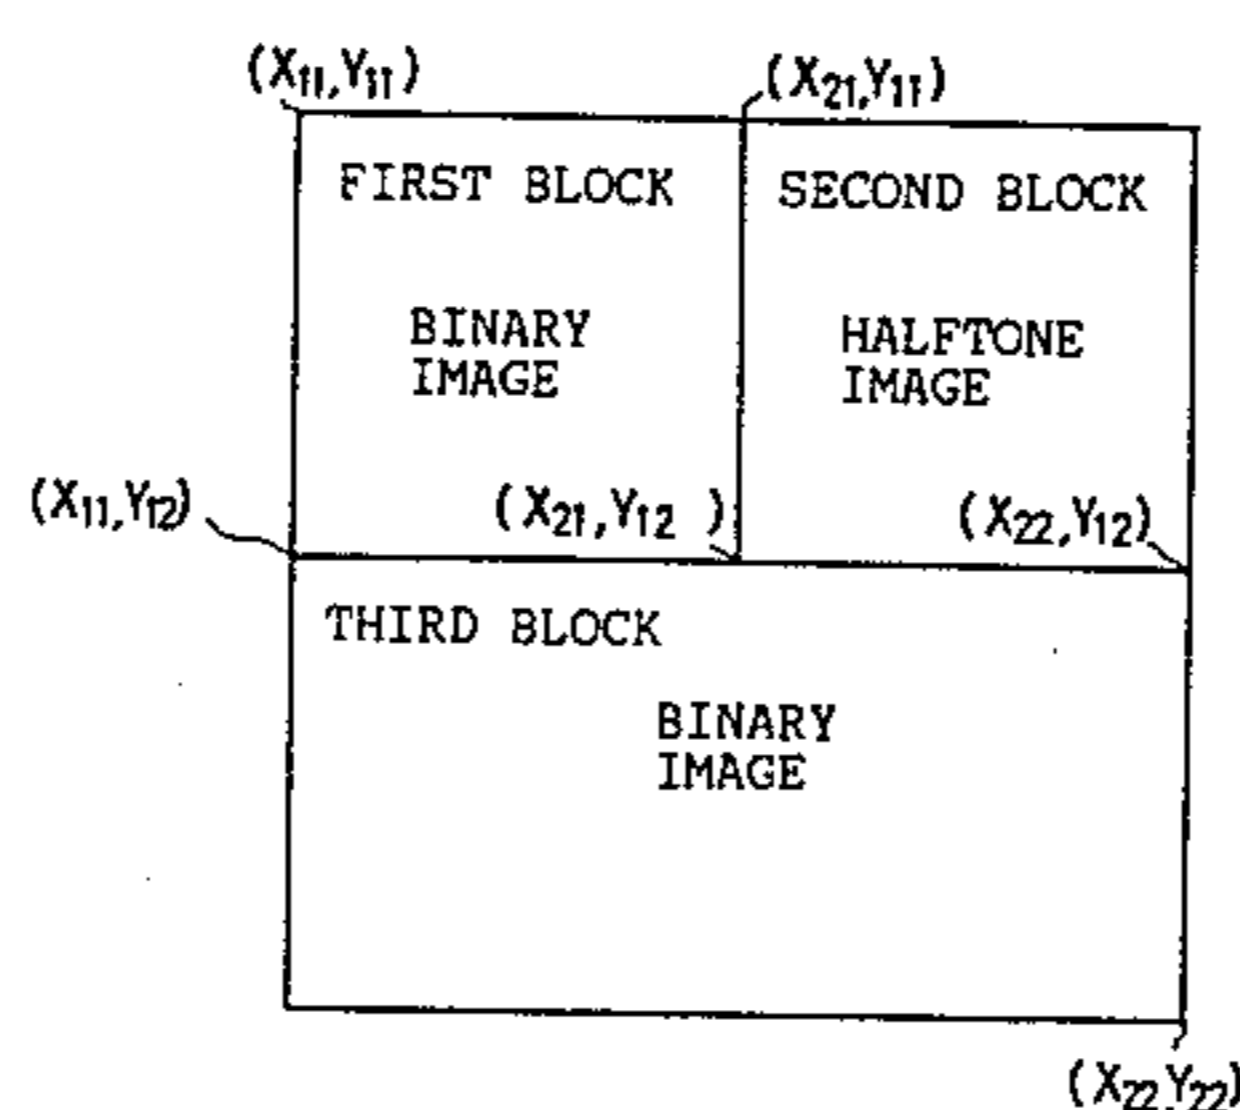 (X11,Y11)
(X21,Y11)
FIRST BLOCK
SECOND BLOCK
BINARY
IMAGE
HALFTONE
IMAGE
(X11,Y12)
(X21,Y12 )
(X22,Y12)
THIRD BLOCK
BINARY
IMAGE
(X22,Y22)